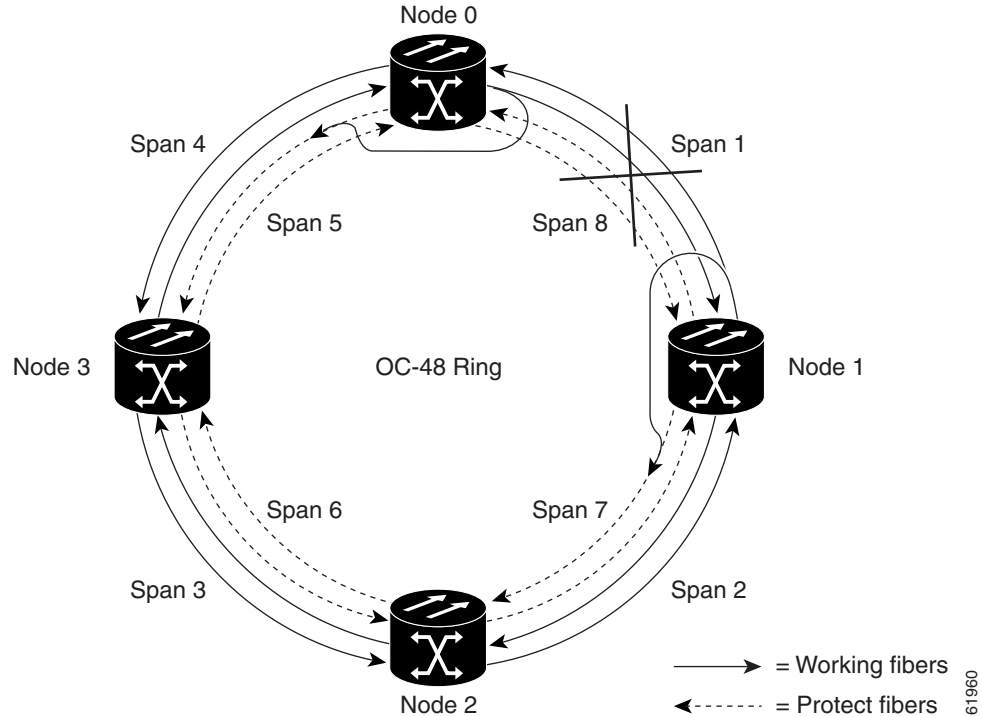 Node 0
Span 4
Span 1
Span 5
Span 8
Node 3
OC-48 Ring
Node 1
Span 6
Span 7
Span 3
Span 2
Node 2
= Working fibers
= Protect fibers
61960